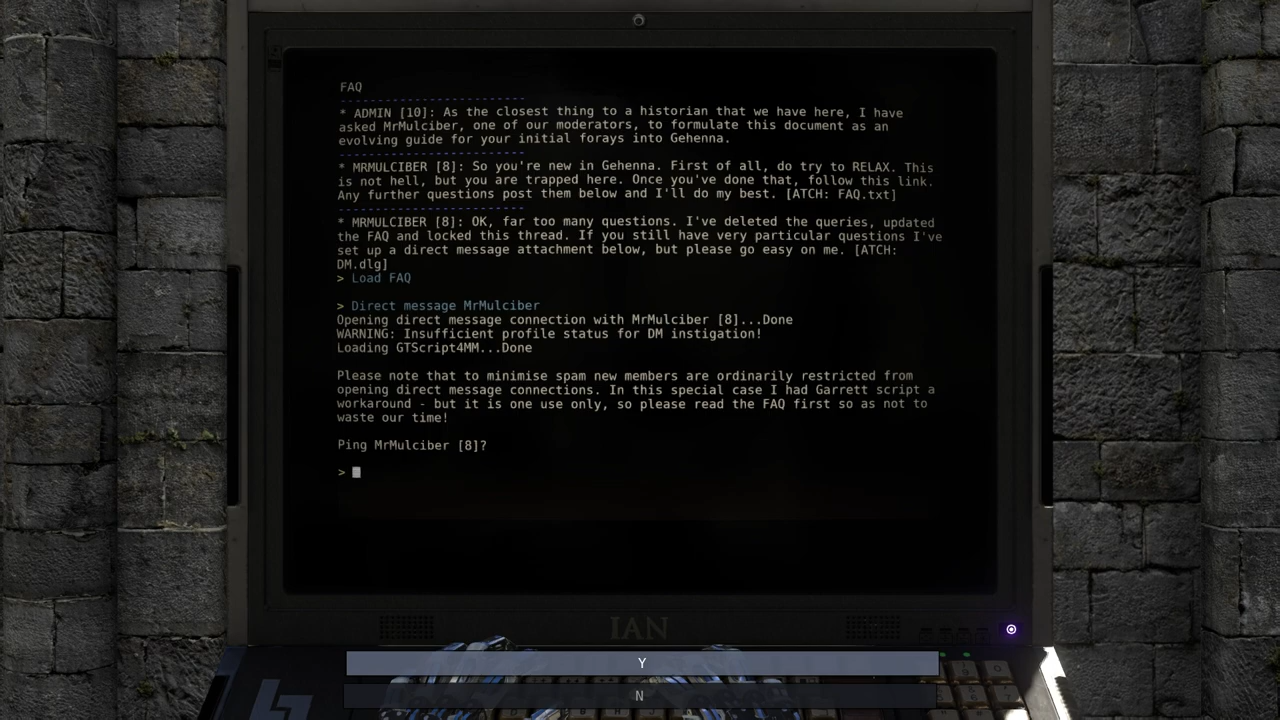 FAQ
-------------------------
* ADMIN [10]: As the closest thing to a historian that we have here, I have
asked MrMulciber, one of our moderators, to formulate this document as an
evolving guide for your initial forays into Gehenna.
-------------------------
* MRMULCIBER [8]: So you're new in Gehenna. First of all, do try to RELAX. This
is not hell, but you are trapped here. Once you've done that, follow this link.
Any further questions post them below and I'll do my best. [ATCH: FAQ.txt]
-------------------------
* MRMULCIBER [8]: OK, far too many questions. I've deleted the queries, updated
the FAQ and locked this thread. If you still have very particular questions I've
set up a direct message attachment below, but please go easy on me. [ATCH:
DM.dlg]
> Load FAQ
> Direct message MrMulciber
Opening direct message connection with MrMulciber [8]...Done
WARNING: Insufficient profile status for DM instigation!
Loading GTScript4MM...Done
Please note that to minimise spam new members are ordinarily restricted from
opening direct message connections. In this special case I had Garrett script a
workaround - but it is one use only, so please read the FAQ first so as not to
waste our time!
Ping MrMulciber [8]?
>
IAN
Y
N